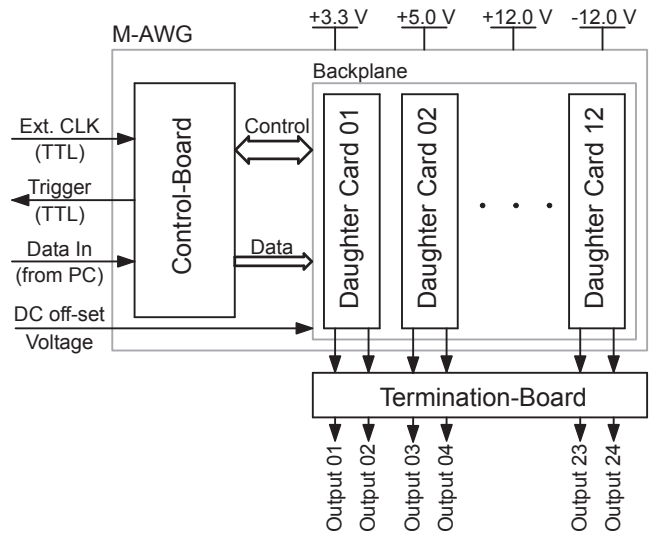 +3.3 V
+5.0 V
+12.0 V
-12.0 V
M-AWG
Backplane
Ext. CLK
(TTL)
Trigger
(TTL)
Data In
(from PC)
DC off-set
Voltage
Control-Board
Control
Data
Daughter Card 01
Daughter Card 02
. . .
Daughter Card 12
Termination-Board
Output 01
Output 02
Output 03
Output 04
Output 23
Output 24